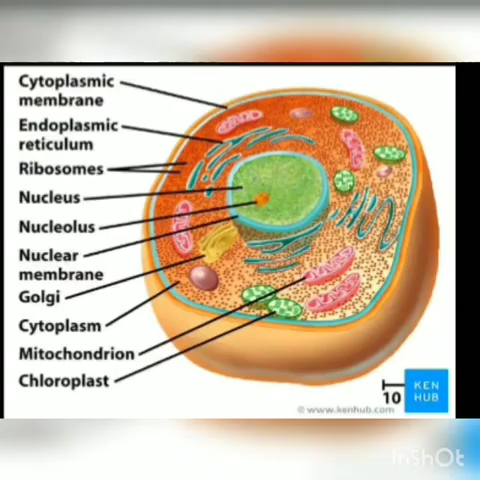 Cytoplasmic
membrane
Endoplasmic
reticulum
Ribosomes
Nucleus
Nucleolus
Nuclear
membrane
Golgi
Cytoplasm
Mitochondrion
Chloroplast
10
KEN
HUB
© www.kenhub.com
InShOt